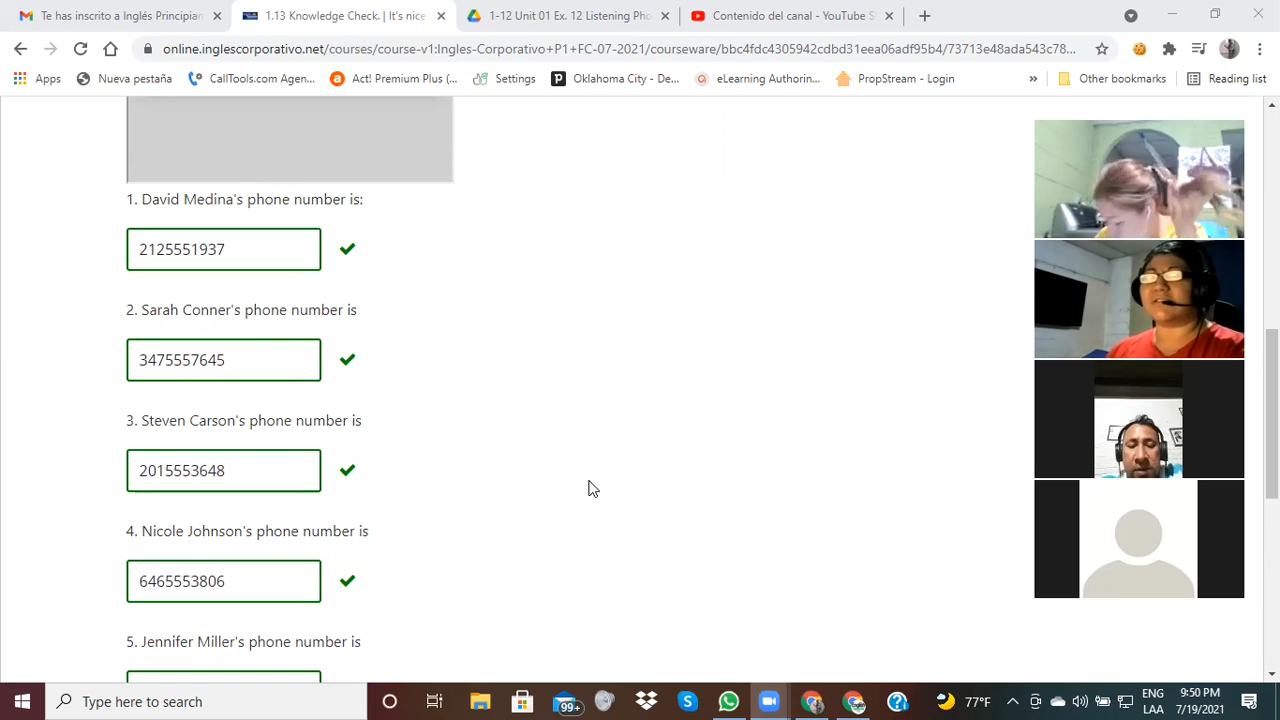 Te has inscrito a Inglés Principian
1.13 Knowledge Check. | It's nice
1-12 Unit 01 Ex. 12 Listening Pho
Contenido del canal - YouTube S
online.inglescorporativo.net/courses/course-v1:Ingles-Corporativo+P1+FC-07-2021/courseware/bbc4fdc4305942cdbd31eea06adf95b4/73713e48ada543c78...
Apps
Nueva pestaña
CallTools.com Agen...
Act! Premium Plus (...
Settings
Oklahoma City - De...
eLearning Authorin...
PropStream - Login
»
Other bookmarks
Reading list
1. David Medina's phone number is:
2125551937
2. Sarah Conner's phone number is
3475557645
3. Steven Carson's phone number is
2015553648
4. Nicole Johnson's phone number is
6465553806
5. Jennifer Miller's phone number is
Type here to search
99+
77°F
ENG
LAA
9:50 PM
7/19/2021